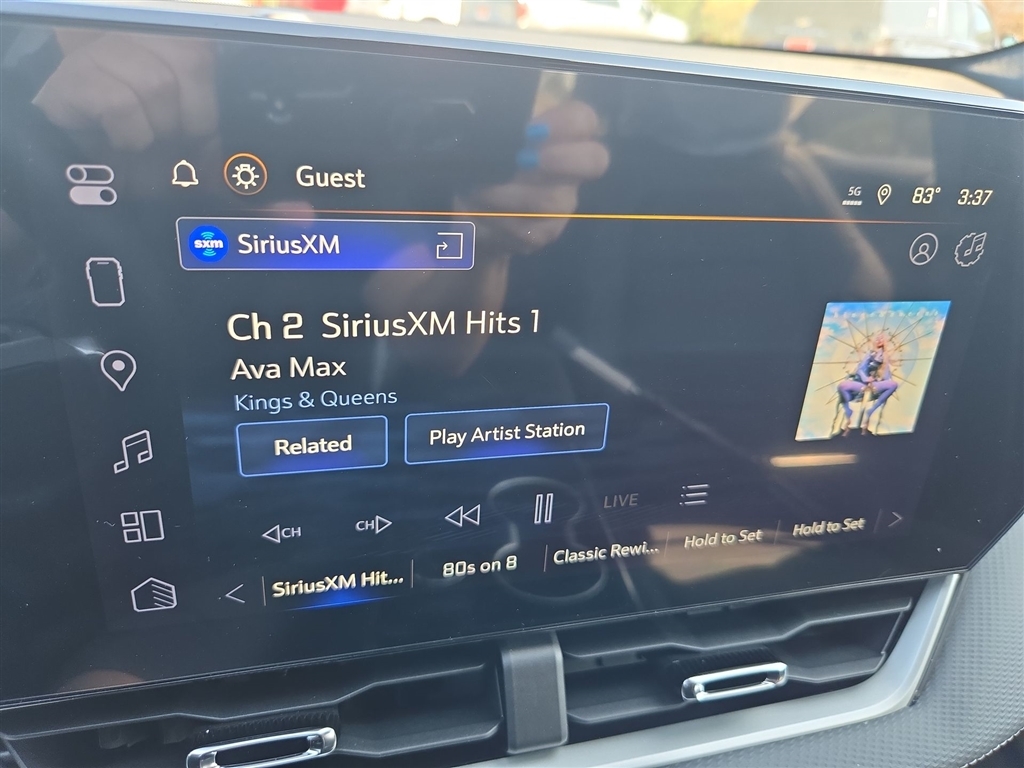 Guest
5G
83°
3:37
sxm SiriusXM
Ch 2 SiriusXM Hits 1
Ava Max
Kings & Queens
Related
Play Artist Station
CH
CH
LIVE
SiriusXM Hit...
80s on 8
Classic Rewi...
Hold to Set
Hold to Set